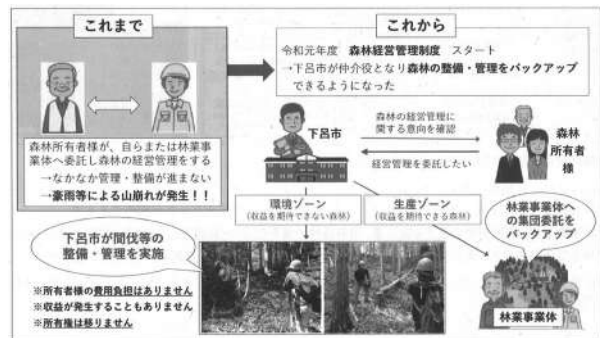 これまで
森林所有者様が、自らまたは林業事
業体へ委託し森林の経営管理をする
→なかなか管理・整備が進まない
→豪雨等による山崩れが発生！！
これから
令和元年度　森林経営管理制度　スタート
→下呂市が仲介役となり森林の整備・管理をバックアップ
できるようになった
下呂市
森林の経営管理に
関する意向を確認
経営管理を委託したい
森林
所有者
様
環境ゾーン
（収益を期待できない森林）
生産ゾーン
（収益を期待できる森林）
下呂市が間伐等の
整備・管理を実施
※所有者様の費用負担はありません
※収益が発生することもありません
※所有権は移りません
林業事業体へ
の集団委託を
バックアップ
林業事業体